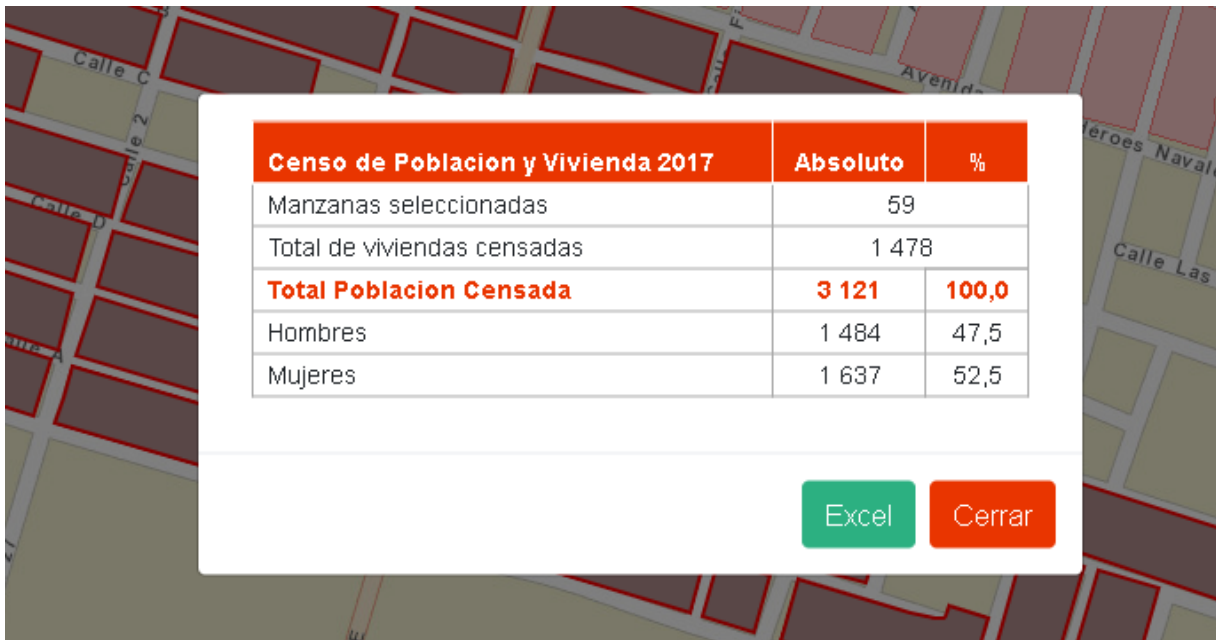 Calle C
Calle 2
Calle D
Avenida
Héroes Navale
Calle Las
Censo de Poblacion y Vivienda 2017 Absoluto %
Manzanas seleccionadas 59
Total de viviendas censadas 1 478
Total Poblacion Censada 3 121 100,0
Hombres 1 484 47,5
Mujeres 1 637 52,5
Excel Cerrar